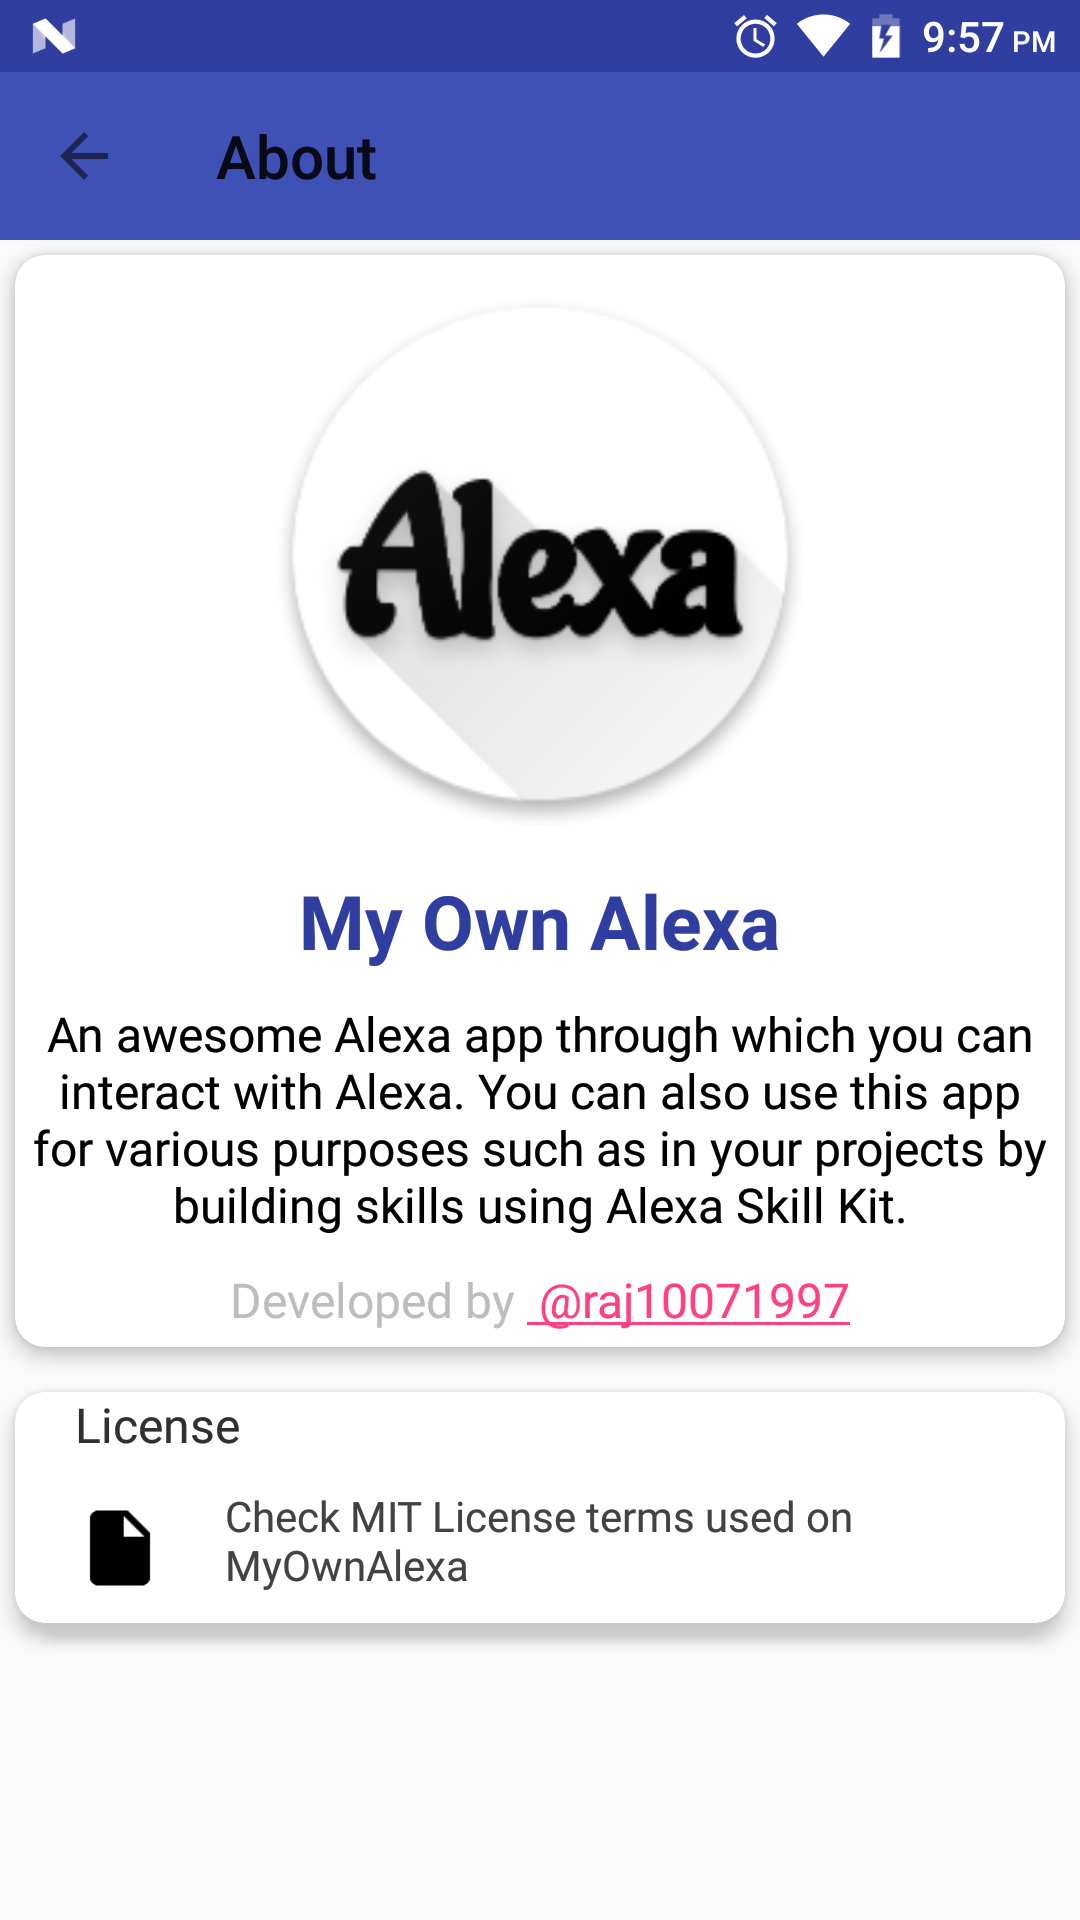 9:57 PM
About
Alexa
My Own Alexa
An awesome Alexa app through which you can
interact with Alexa. You can also use this app
for various purposes such as in your projects by
building skills using Alexa Skill Kit.
Developed by @raj10071997
License
Check MIT License terms used on
MyOwnAlexa